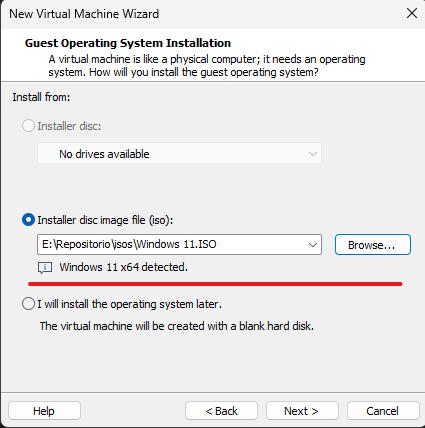 New Virtual Machine Wizard
Guest Operating System Installation
A virtual machine is like a physical computer; it needs an operating
system. How will you install the guest operating system?
Install from:
Installer disc:
No drives available
Installer disc image file (iso):
E:\Repositorio\isos\Windows 11.ISO
Browse...
Windows 11 x64 detected.
I will install the operating system later.
The virtual machine will be created with a blank hard disk.
Help
< Back
Next >
Cancel